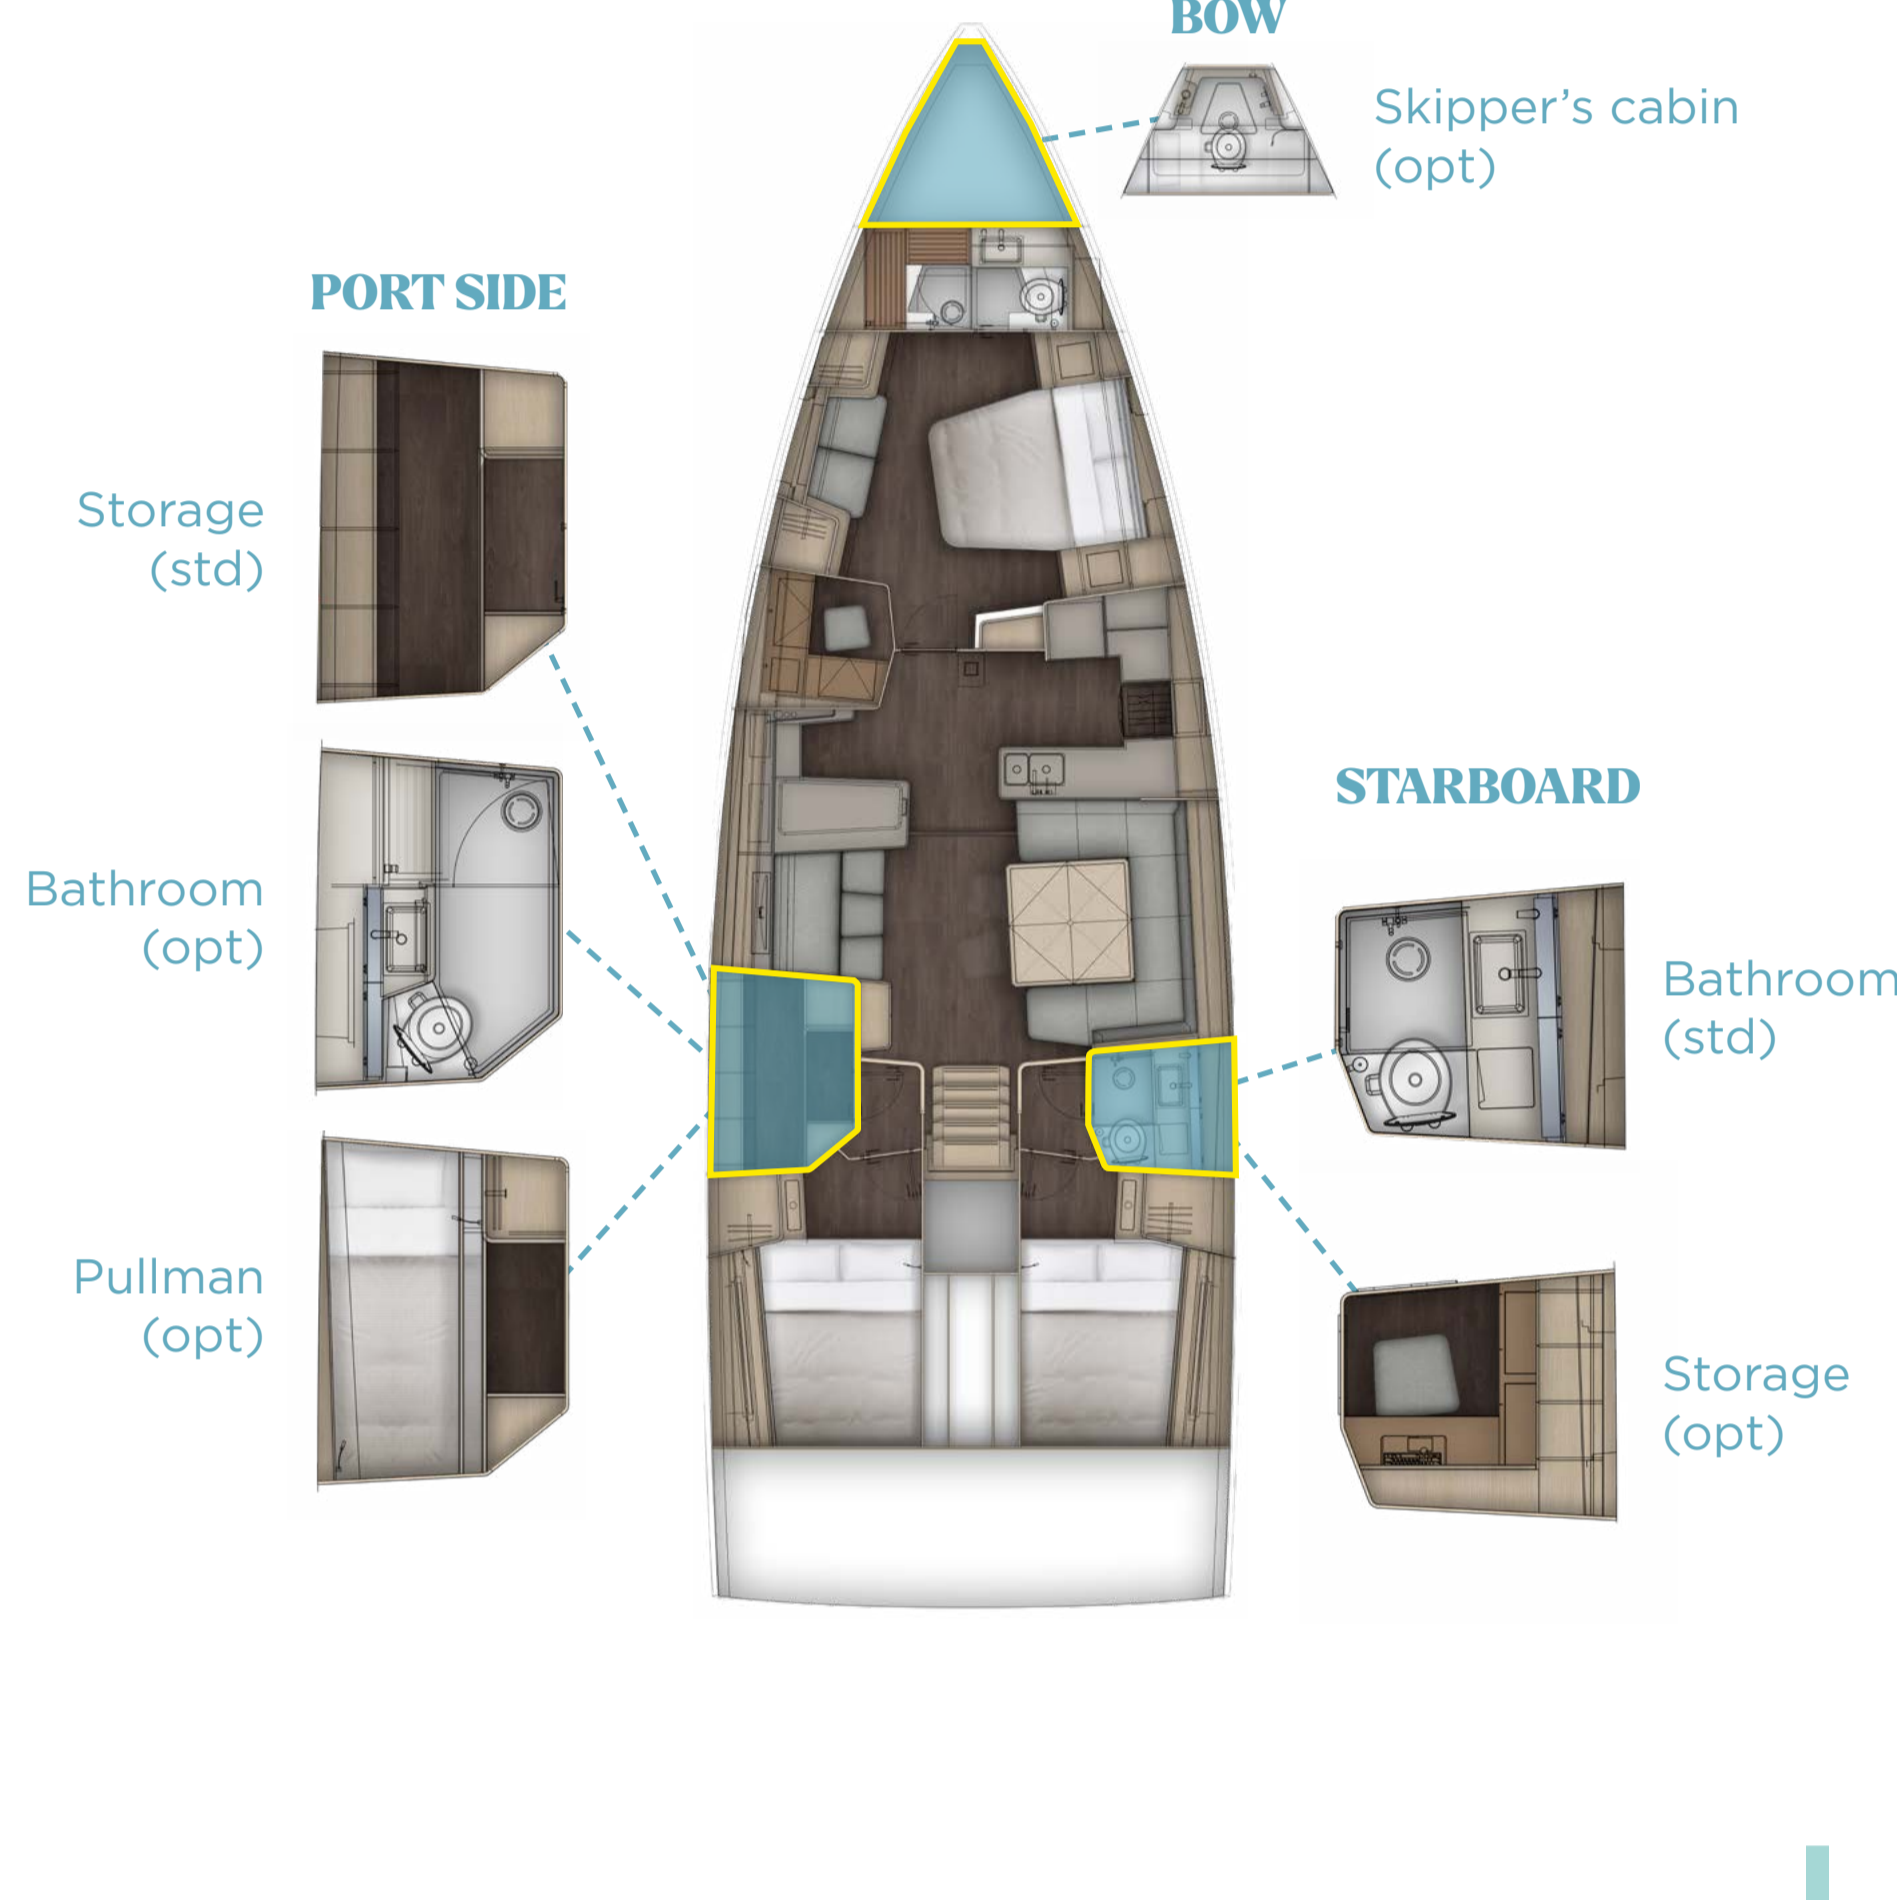 BOW
Skipper’s cabin
(opt)
PORT SIDE
Storage
(std)
Bathroom
(opt)
Pullman
(opt)
STARBOARD
Bathroom
(std)
Storage
(opt)